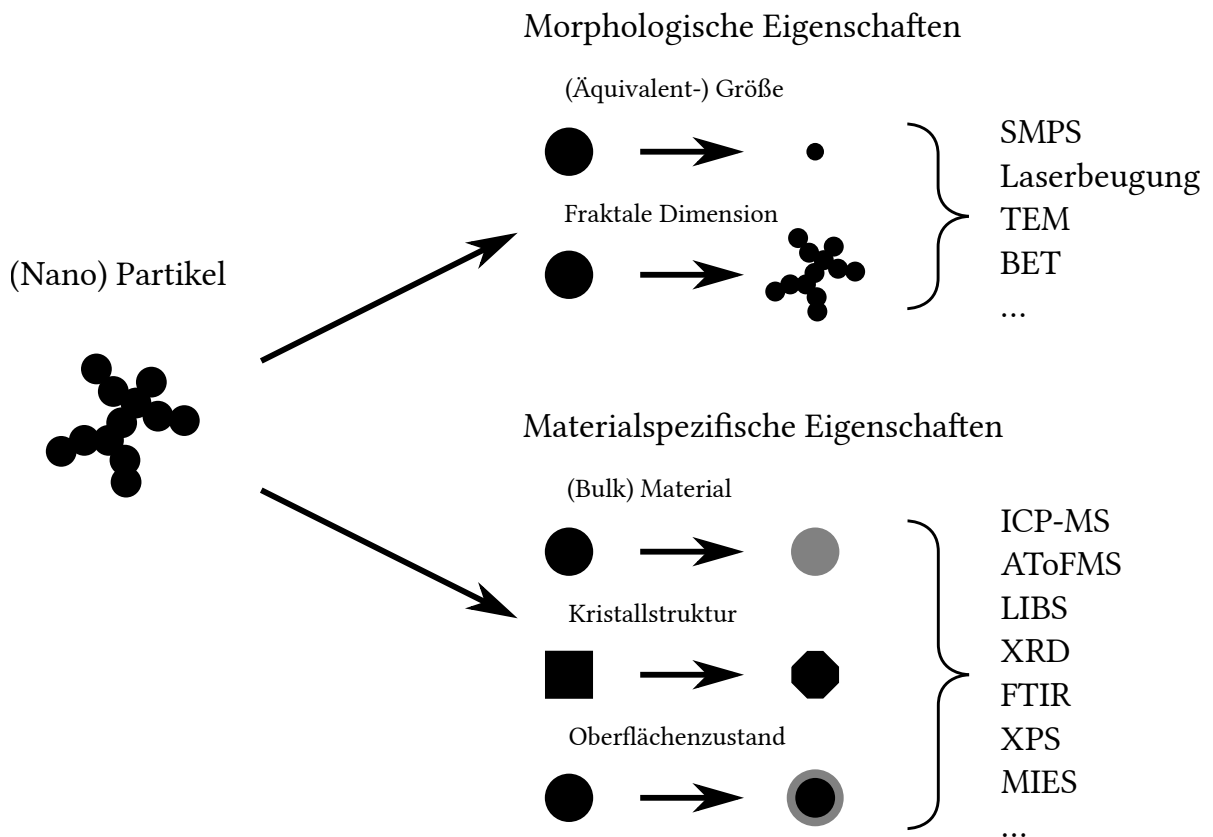 (Nano) Partikel
Morphologische Eigenschaften
(Äquivalent-) Größe
Fraktale Dimension
SMPS
Laserbeugung
TEM
BET
...
Materialspezifische Eigenschaften
(Bulk) Material
Kristallstruktur
Oberflächenzustand
ICP-MS
AToFMS
LIBS
XRD
FTIR
XPS
MIES
...